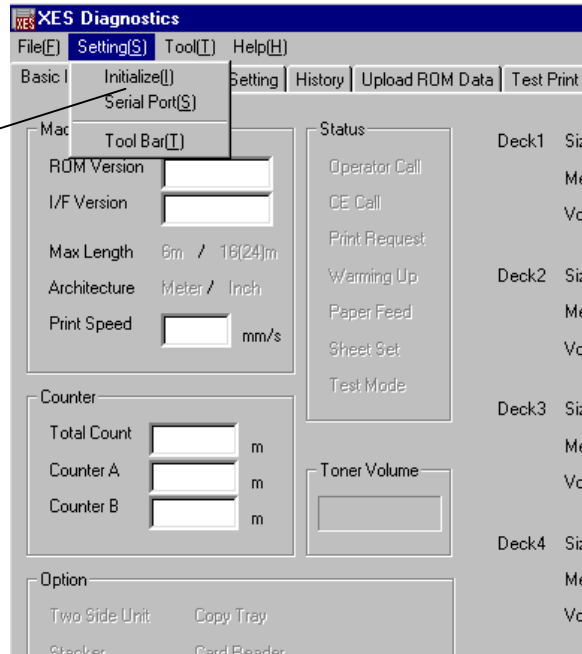 XES Diagnostics
File(F) Setting(S) Tool(T) Help(H)
Basic Setting History Upload ROM Data Test Print
Initialize(I)
Serial Port(S)
Tool Bar(T)
ROM Version
I/F Version
Max Length 6m / 16(24)m
Architecture Meter / Inch
Print Speed mm/s
Status
Operator Call
CE Call
Print Request
Warming Up
Paper Feed
Sheet Set
Test Mode
Counter
Total Count m
Counter A m
Counter B m
Toner Volume
Option
Two Side Unit Copy Tray
Stacker Card Reader
Deck1
Deck2
Deck3
Deck4